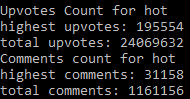 Upvotes Count for hot
highest upvotes: 195554
total upvotes: 24069632
Comments count for hot
highest comments: 31158
total comments: 1161156